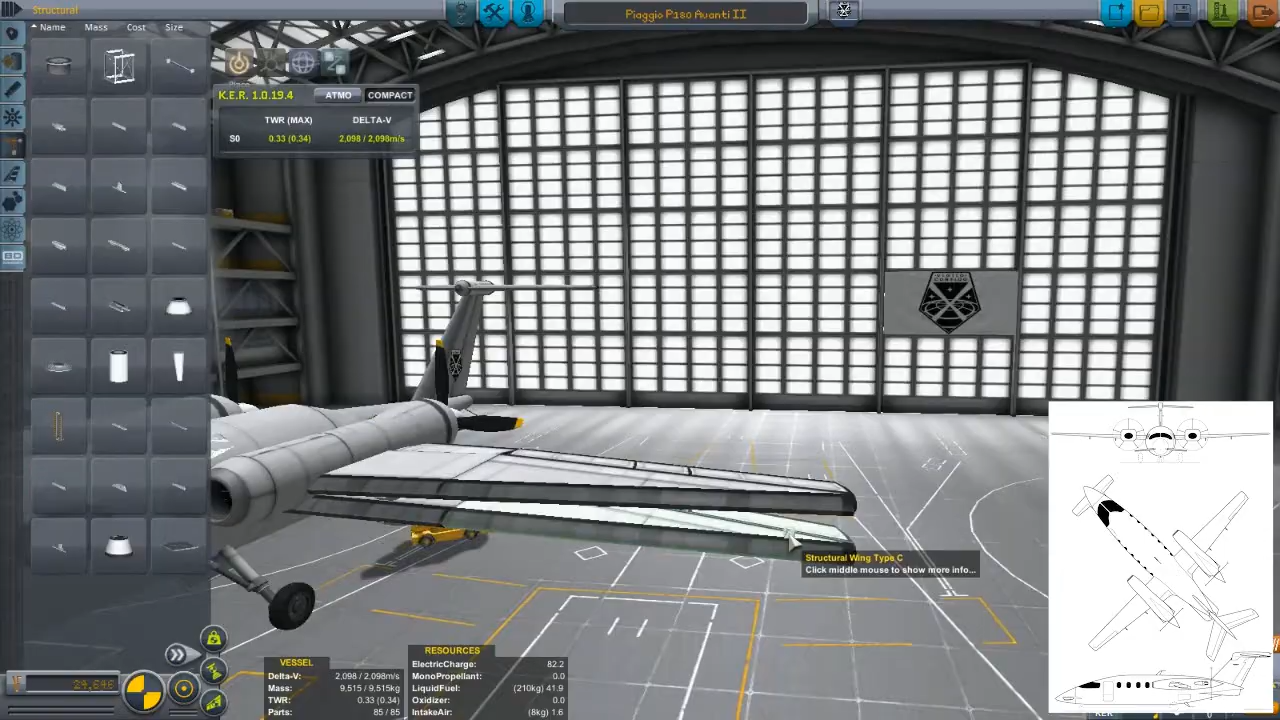 Structural
Piaggio P180 Avanti II
Name Mass Cost Size
K.E.R. 1.0.19.4 ATMO COMPACT
TWR (MAX) DELTA-V
S0 0.33 (0.34) 2,098 / 2,098m/s
Structural Wing Type C
Click middle mouse to show more info...
VESSEL
Delta-V: 2,098 / 2,098m/s
Mass: 9,515 / 9,515kg
TWR: 0.33 (0.34)
Parts: 85 / 85
RESOURCES
ElectricCharge: 82.2
MonoPropellant: 0.0
LiquidFuel: (210kg) 41.9
Oxidizer: 0.0
IntakeAir: (8kg) 1.6
KER